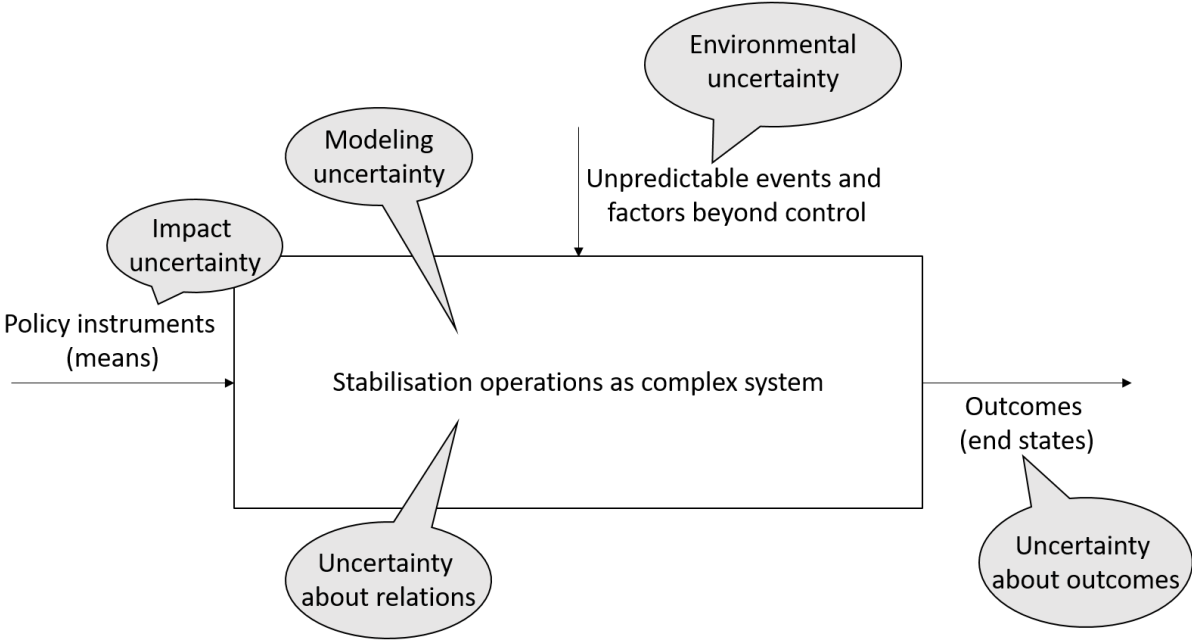 Environmental
uncertainty
Modeling
uncertainty
Unpredictable events and
factors beyond control
Impact
uncertainty
Policy instruments
(means)
Stabilisation operations as complex system
Outcomes
(end states)
Uncertainty
about relations
Uncertainty
about outcomes